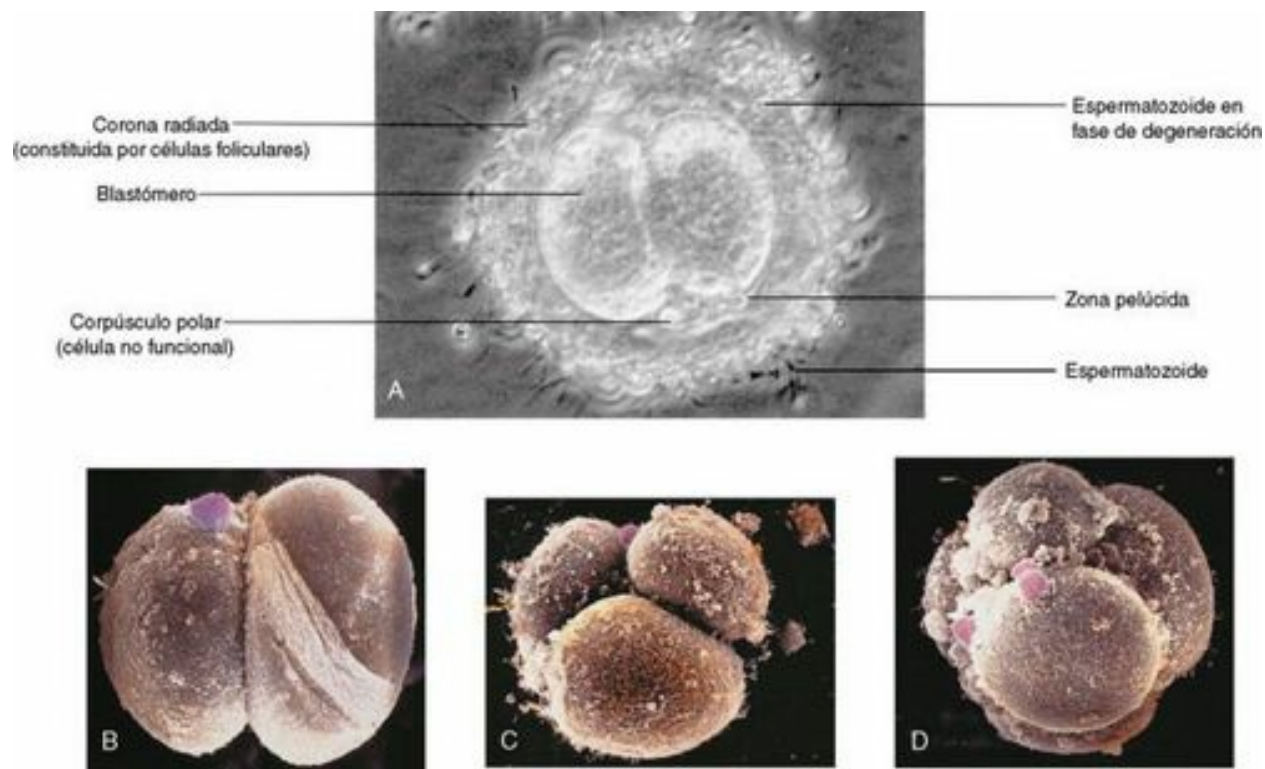 Corona radiada
(constituida por células foliculares)
Blastómero
Corpúsculo polar
(célula no funcional)
Espermatozoide en
fase de degeneración
Zona pelúcida
Espermatozoide
A
B
C
D